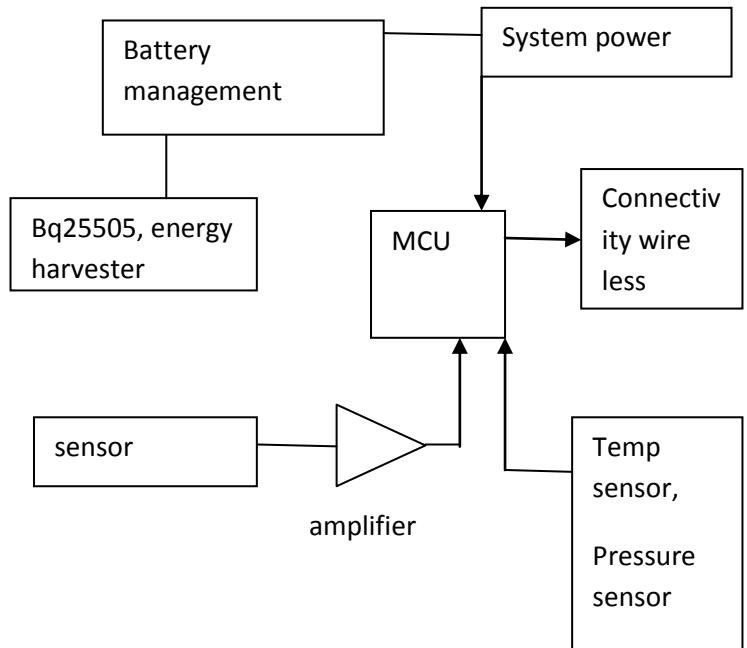 Battery
management
System power
Bq25505, energy
harvester
MCU
Connectiv
ity wire
less
sensor
amplifier
Temp
sensor,
Pressure
sensor